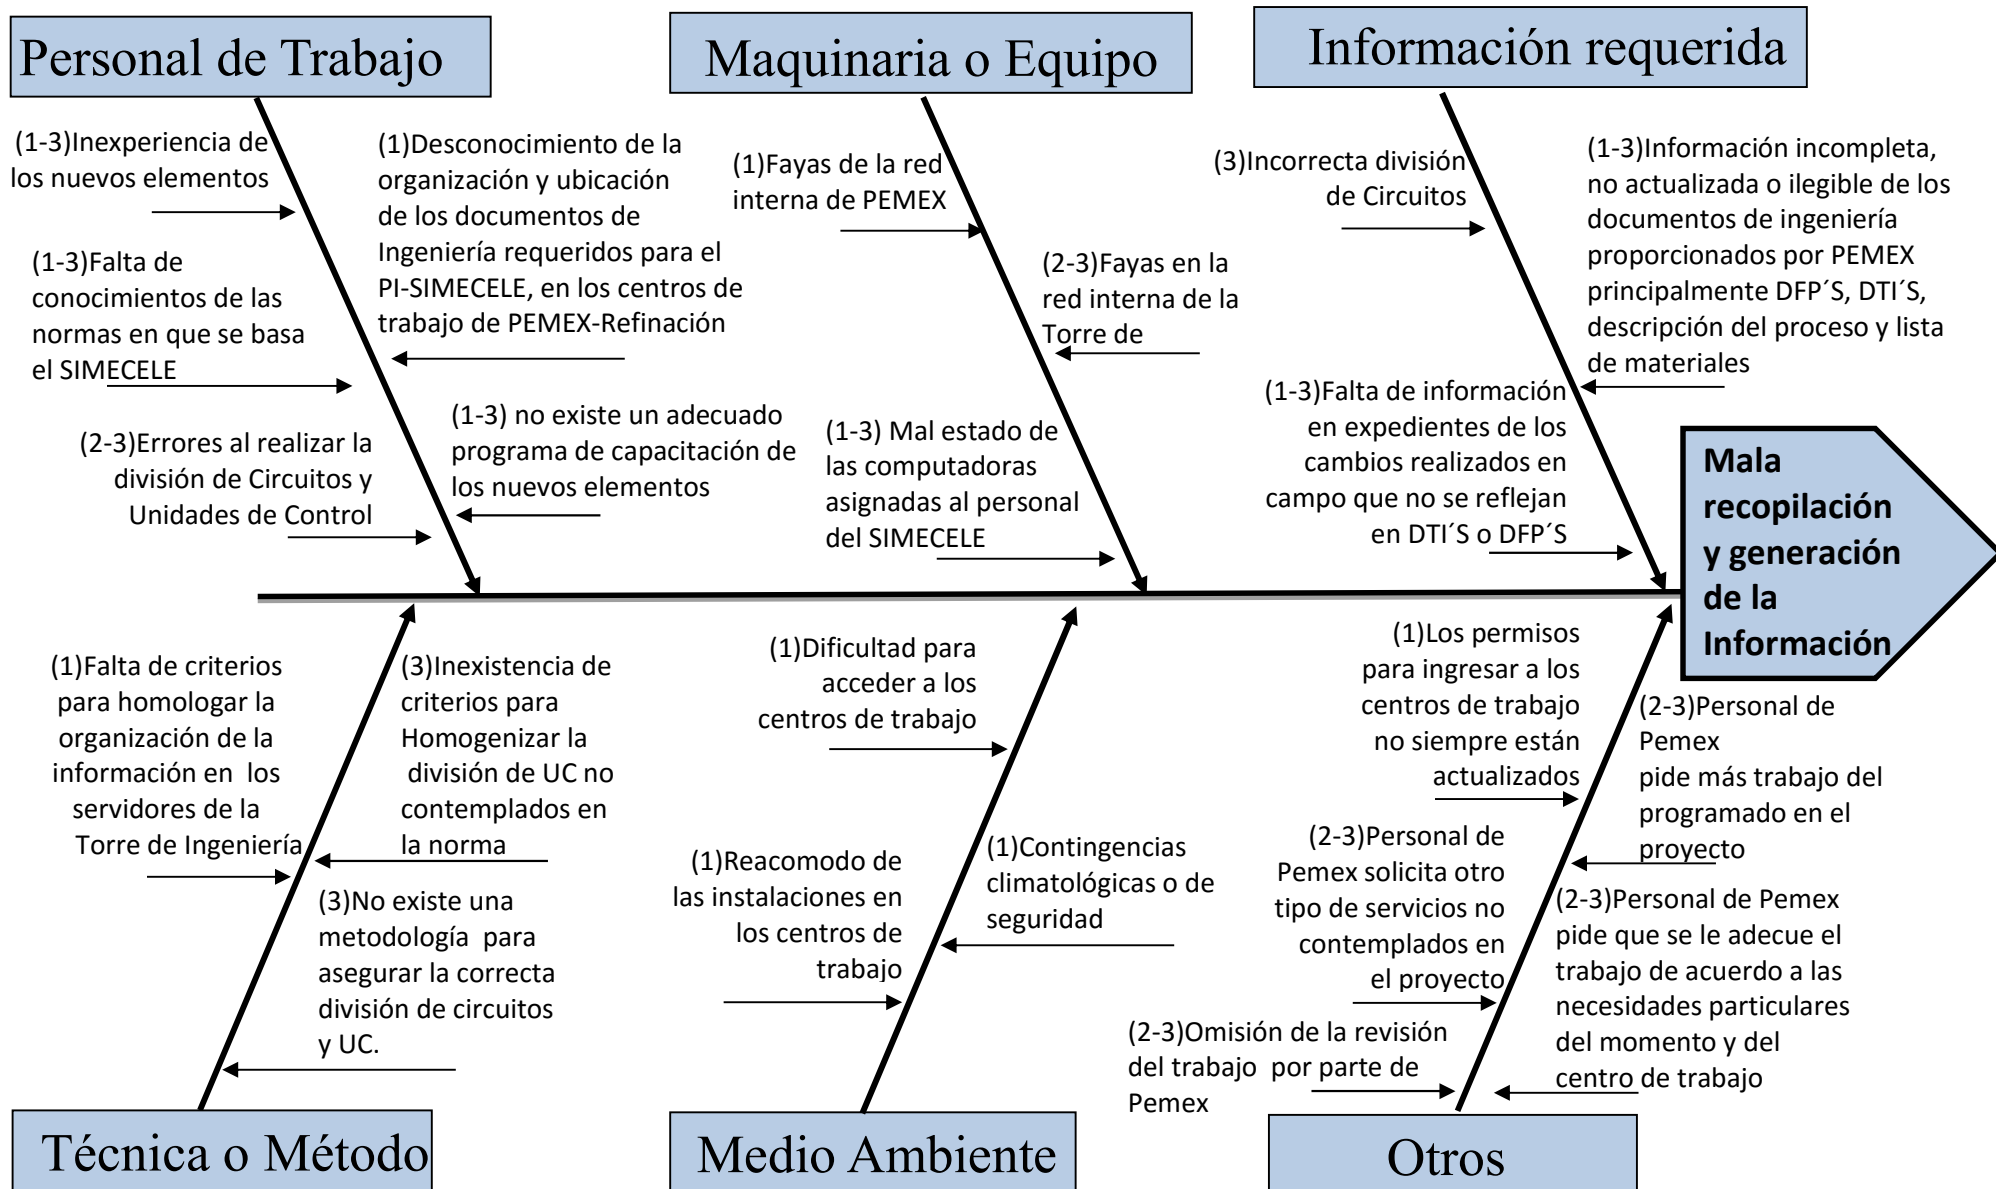 Personal de Trabajo
Maquinaria o Equipo
Información requerida
(1-3)Inexperiencia de
los nuevos elementos
(1)Desconocimiento de la
organización y ubicación
de los documentos de
Ingeniería requeridos para el
PI-SIMECELE, en los centros de
trabajo de PEMEX-Refinación
(1-3)Falta de
conocimientos de las
normas en que se basa
el SIMECELE
(1-3) no existe un adecuado
programa de capacitación de
los nuevos elementos
(2-3)Errores al realizar la
división de Circuitos y
Unidades de Control
(1)Fayas de la red
interna de PEMEX
(2-3)Fayas en la
red interna de la
Torre de
(1-3) Mal estado de
las computadoras
asignadas al personal
del SIMECELE
(3)Incorrecta división
de Circuitos
(1-3)Información incompleta,
no actualizada o ilegible de los
documentos de ingeniería
proporcionados por PEMEX
principalmente DFP´S, DTI´S,
descripción del proceso y lista
de materiales
(1-3)Falta de información
en expedientes de los
cambios realizados en
campo que no se reflejan
en DTI´S o DFP´S
Mala
recopilación
y generación
de la
Información
(1)Falta de criterios
para homologar la
organización de la
información en  los
servidores de la
Torre de Ingeniería
(3)Inexistencia de
criterios para
Homogenizar la
división de UC no
contemplados en
la norma
(3)No existe una
metodología  para
asegurar la correcta
división de circuitos
y UC.
(1)Dificultad para
acceder a los
centros de trabajo
(1)Reacomodo de
las instalaciones en
los centros de
trabajo
(1)Contingencias
climatológicas o de
seguridad
(1)Los permisos
para ingresar a los
centros de trabajo
no siempre están
actualizados
(2-3)Personal de
Pemex
pide más trabajo del
programado en el
proyecto
(2-3)Personal de
Pemex solicita otro
tipo de servicios no
contemplados en
el proyecto
(2-3)Personal de Pemex
pide que se le adecue el
trabajo de acuerdo a las
necesidades particulares
del momento y del
centro de trabajo
(2-3)Omisión de la revisión
del trabajo  por parte de
Pemex
Técnica o Método
Medio Ambiente
Otros